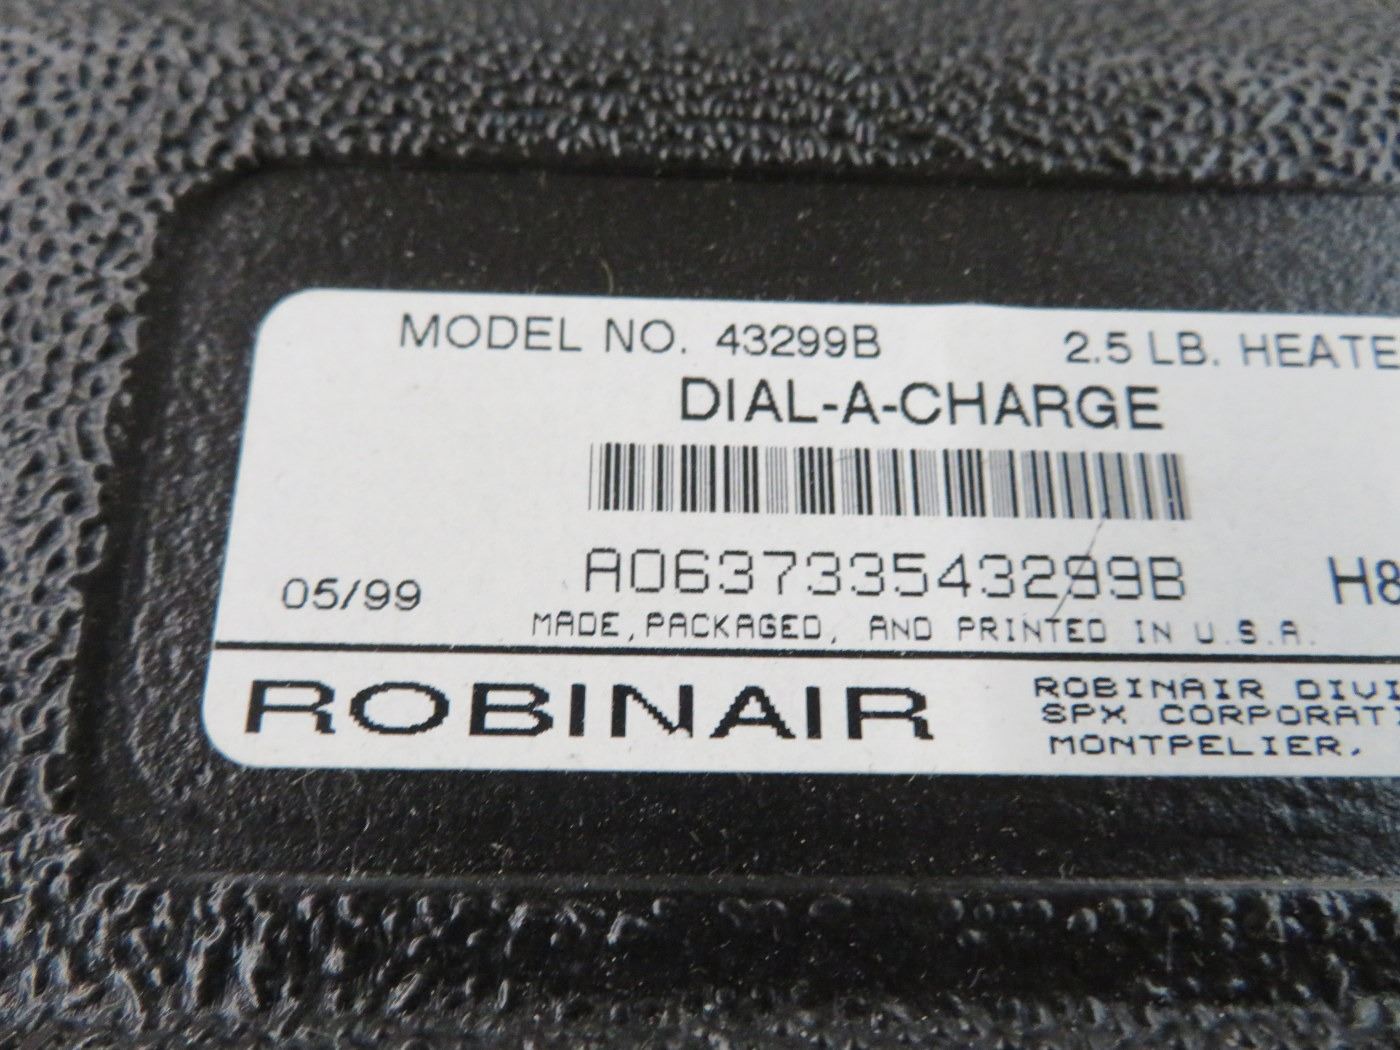 MODEL NO. 43299B 2.5 LB. HEATE
DIAL-A-CHARGE
A063733543299B
H8
05/99
MADE, PACKAGED, AND PRINTED IN U.S.A.
ROBINAIR
ROBINAIR DIVI
SPX CORPORAT
MONTPELIER,